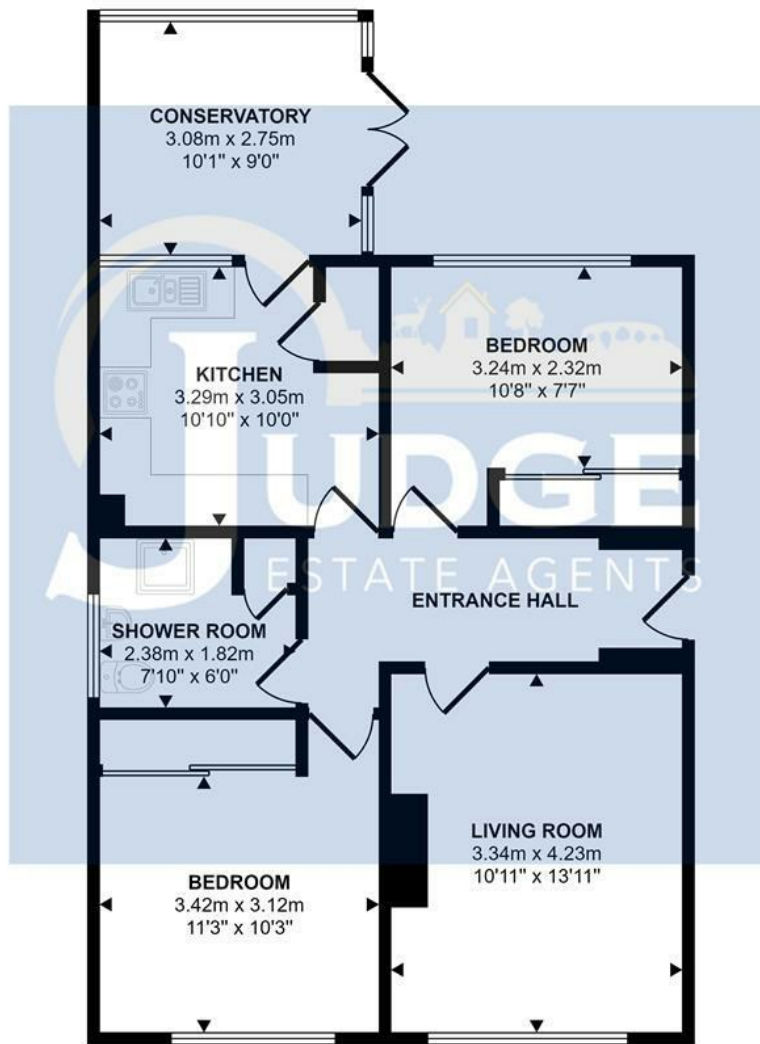 CONSERVATORY
3.08m x 2.75m
10'1" x 9'0"
KITCHEN
3.29m x 3.05m
10'10" x 10'0"
BEDROOM
3.24m x 2.32m
10'8" x 7'7"
JUDGE
ESTATE AGENTS
ENTRANCE HALL
SHOWER ROOM
2.38m x 1.82m
7'10" x 6'0"
BEDROOM
3.42m x 3.12m
11'3" x 10'3"
LIVING ROOM
3.34m x 4.23m
10'11" x 13'11"